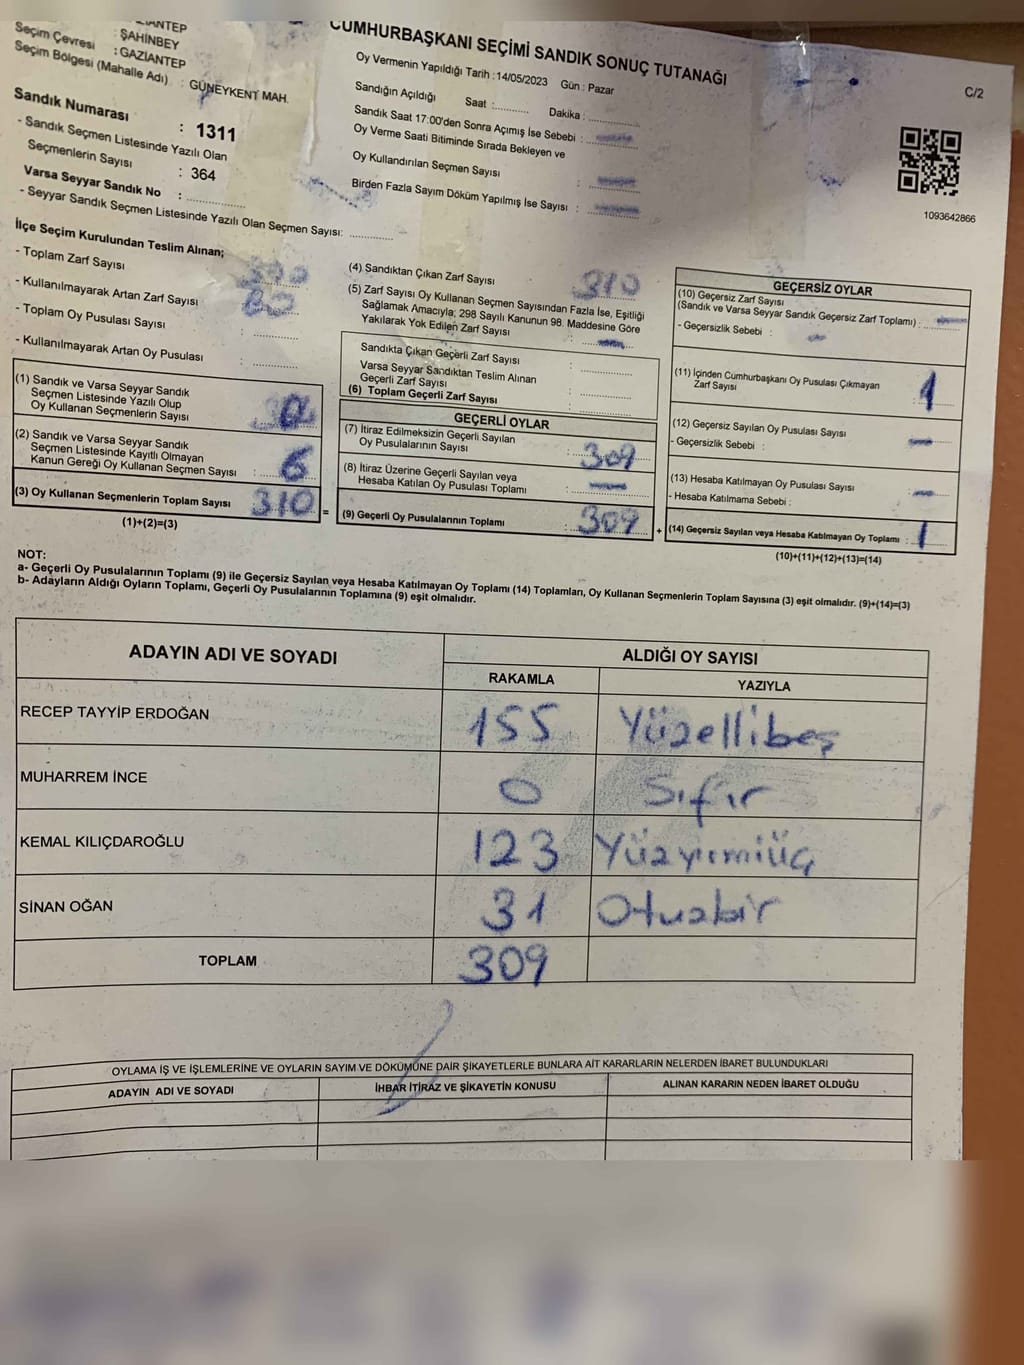 CUMHURBAŞKANI SEÇİMİ SANDIK SONUÇ TUTANAĞI
C/2
GAZİANTEP
: ŞAHİNBEY
Seçim Çevresi : GAZİANTEP
Seçim Bölgesi (Mahalle Adı) : GÜNEYKENT MAH.
Sandık Numarası : 1311
- Sandık Seçmen Listesinde Yazılı Olan
Seçmenlerin Sayısı : 364
Varsa Seyyar Sandık No : ..............
- Seyyar Sandık Seçmen Listesinde Yazılı Olan Seçmen Sayısı: ............
Oy Vermenin Yapıldığı Tarih : 14/05/2023 Gün : Pazar
Sandığın Açıldığı Saat :.......... Dakika : ..............
Sandık Saat 17:00'den Sonra Açımış İse Sebebi : —
Oy Verme Saati Bitiminde Sırada Bekleyen ve
Oy Kullandırılan Seçmen Sayısı : —
Birden Fazla Sayım Döküm Yapılmış İse Sayısı : —
1093642866
İlçe Seçim Kurulundan Teslim Alınan;
- Toplam Zarf Sayısı
- Kullanılmayarak Artan Zarf Sayısı 80
- Toplam Oy Pusulası Sayısı : ..............
- Kullanılmayarak Artan Oy Pusulası : ..............
(1) Sandık ve Varsa Seyyar Sandık
Seçmen Listesinde Yazılı Olup
Oy Kullanan Seçmenlerin Sayısı
(2) Sandık ve Varsa Seyyar Sandık
Seçmen Listesinde Kayıtlı Olmayan
Kanun Gereği Oy Kullanan Seçmen Sayısı : 6
(3) Oy Kullanan Seçmenlerin Toplam Sayısı 310
(1)+(2)=(3)
=
(4) Sandıktan Çıkan Zarf Sayısı 310
(5) Zarf Sayısı Oy Kullanan Seçmen Sayısından Fazla İse, Eşitliği
Sağlamak Amacıyla; 298 Sayılı Kanunun 98. Maddesine Göre
Yakılarak Yok Edilen Zarf Sayısı : —
Sandıkta Çıkan Geçerli Zarf Sayısı : ..............
Varsa Seyyar Sandıktan Teslim Alınan
Geçerli Zarf Sayısı : ..............
(6) Toplam Geçerli Zarf Sayısı : ..............
GEÇERLİ OYLAR
(7) İtiraz Edilmeksizin Geçerli Sayılan
Oy Pusulalarının Sayısı : 309
(8) İtiraz Üzerine Geçerli Sayılan veya
Hesaba Katılan Oy Pusulası Toplamı : —
(9) Geçerli Oy Pusulalarının Toplamı : 309
+
GEÇERSİZ OYLAR
(10) Geçersiz Zarf Sayısı
(Sandık ve Varsa Seyyar Sandık Geçersiz Zarf Toplamı) : —
- Geçersizlik Sebebi : —
(11) İçinden Cumhurbaşkanı Oy Pusulası Çıkmayan
Zarf Sayısı : 1
(12) Geçersiz Sayılan Oy Pusulası Sayısı : —
- Geçersizlik Sebebi :
(13) Hesaba Katılmayan Oy Pusulası Sayısı : —
- Hesaba Katılmama Sebebi :
(14) Geçersiz Sayılan veya Hesaba Katılmayan Oy Toplamı : 1
(10)+(11)+(12)+(13)=(14)
NOT:
a- Geçerli Oy Pusulalarının Toplamı (9) ile Geçersiz Sayılan veya Hesaba Katılmayan Oy Toplamı (14) Toplamları, Oy Kullanan Seçmenlerin Toplam Sayısına (3) eşit olmalıdır. (9)+(14)=(3)
b- Adayların Aldığı Oyların Toplamı, Geçerli Oy Pusulalarının Toplamına (9) eşit olmalıdır.
ADAYIN ADI VE SOYADI ALDIĞI OY SAYISI
RAKAMLA YAZIYLA
RECEP TAYYİP ERDOĞAN 155 Yüzellibeş
MUHARREM İNCE 0 Sıfır
KEMAL KILIÇDAROĞLU 123 Yüzyirmiüç
SİNAN OĞAN 31 Otuzbir
TOPLAM 309
OYLAMA İŞ VE İŞLEMLERİNE VE OYLARIN SAYIM VE DÖKÜMÜNE DAİR ŞİKAYETLERLE BUNLARA AİT KARARLARIN NELERDEN İBARET BULUNDUKLARI
ADAYIN ADI VE SOYADI İHBAR İTİRAZ VE ŞİKAYETİN KONUSU ALINAN KARARIN NEDEN İBARET OLDUĞU